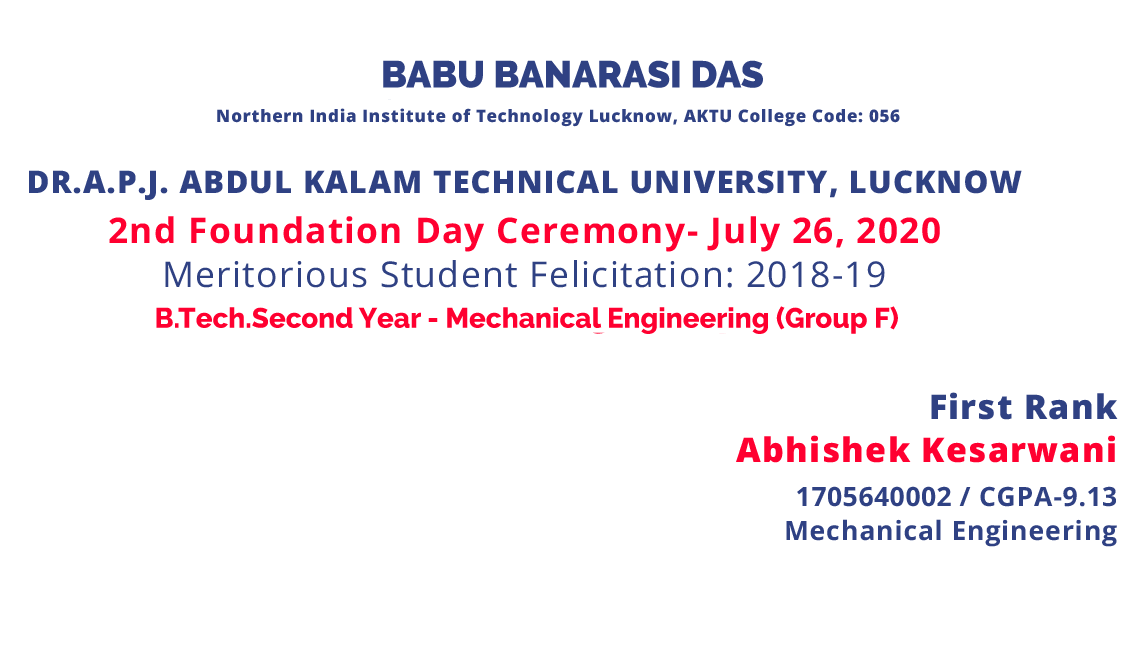 BABU BANARASI DAS
Northern India Institute of Technology Lucknow, AKTU College Code: 056
DR.A.P.J. ABDUL KALAM TECHNICAL UNIVERSITY, LUCKNOW
2nd Foundation Day Ceremony- July 26, 2020
Meritorious Student Felicitation: 2018-19
B.Tech.Second Year - Mechanical Engineering (Group F)
First Rank
Abhishek Kesarwani
1705640002 / CGPA-9.13
Mechanical Engineering